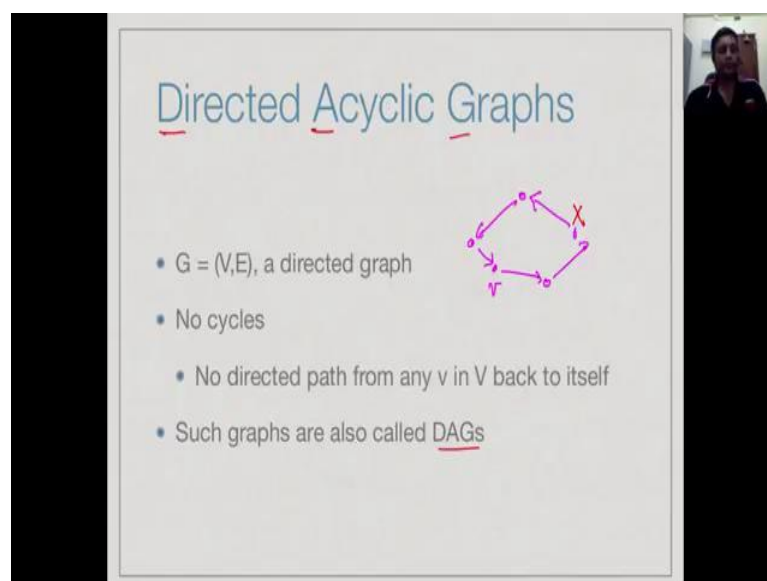 Directed Acyclic Graphs
X
• G = (V,E), a directed graph
v
• No cycles
• No directed path from any v in V back to itself
• Such graphs are also called DAGs